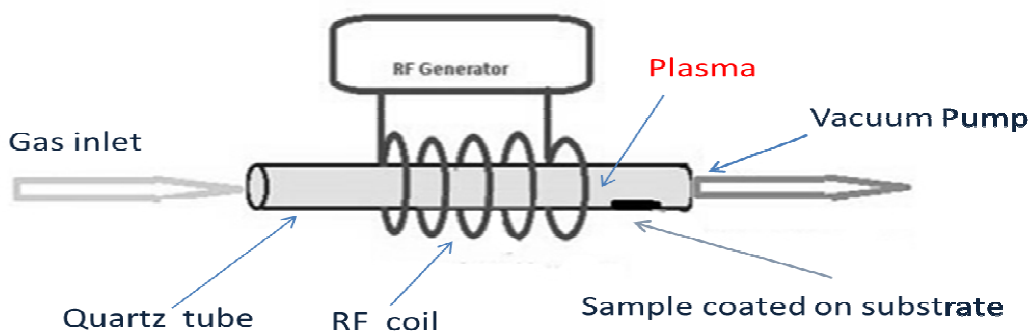 RF Generator
Plasma
Vacuum Pump
Gas inlet
Quartz tube
RF coil
Sample coated on substrate